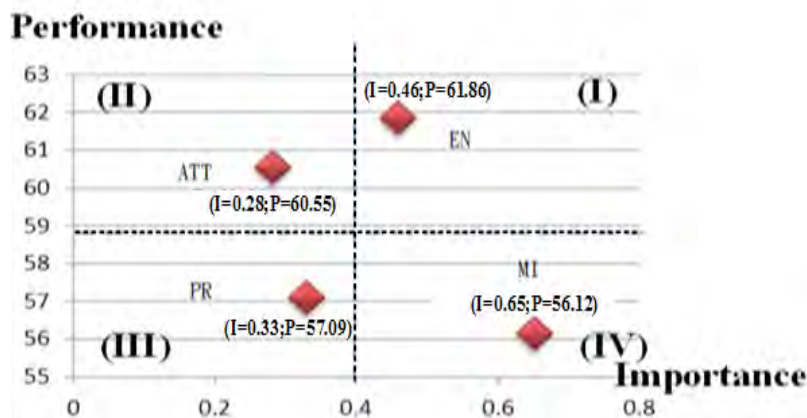 Performance
63
(II)
(I=0.46;P=61.86)
(I)
62
EN
61
ATT
60
(I=0.28;P=60.55)
59
58
MI
PR
57
(I=0.65;P=56.12)
(I=0.33;P=57.09)
56
(III)
(IV)
55
Importance
0
0.2
0.4
0.6
0.8